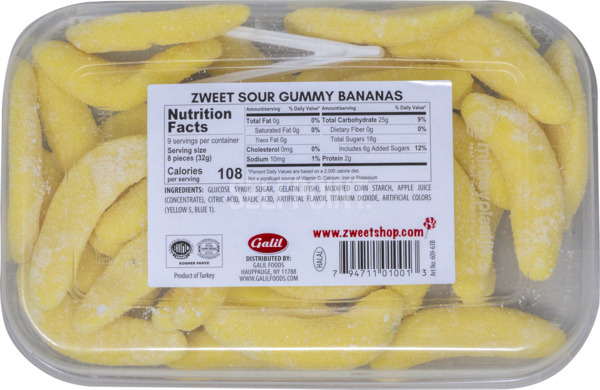 ZWEET SOUR GUMMY BANANAS
Nutrition
Facts
9 servings per container
Serving size
8 pieces (32g)
Calories 108
per serving
Amount/serving % Daily Value*
Total Fat 0g 0%
Saturated Fat 0g 0%
Trans Fat 0g
Cholesterol 0mg 0%
Sodium 10mg 1%
Amount/serving % Daily Value*
Total Carbohydrate 25g 9%
Dietary Fiber 0g 0%
Total Sugars 18g
Includes 6g Added Sugars 12%
Protein 2g
*Percent Daily Values are based on a 2,000 calorie diet.
Not a significant source of Vitamin D, Calcium, Iron or Potassium
INGREDIENTS: GLUCOSE SYRUP, SUGAR, GELATIN (FISH), MODIFIED CORN STARCH, APPLE JUICE
(CONCENTRATE), CITRIC ACID, MALIC ACID, ARTIFICIAL FLAVOR, TITANIUM DIOXIDE, ARTIFICIAL COLORS
(YELLOW 5, BLUE 1).
KOSHER PARVE
Product of Turkey
Galil
DISTRIBUTED BY:
GALIL FOODS
HAUPPAUGE, NY 11788
WWW.GALILFOODS.COM
www.zweetshop.com
HALAL
7 94711 01001 3
Art No: 609-638